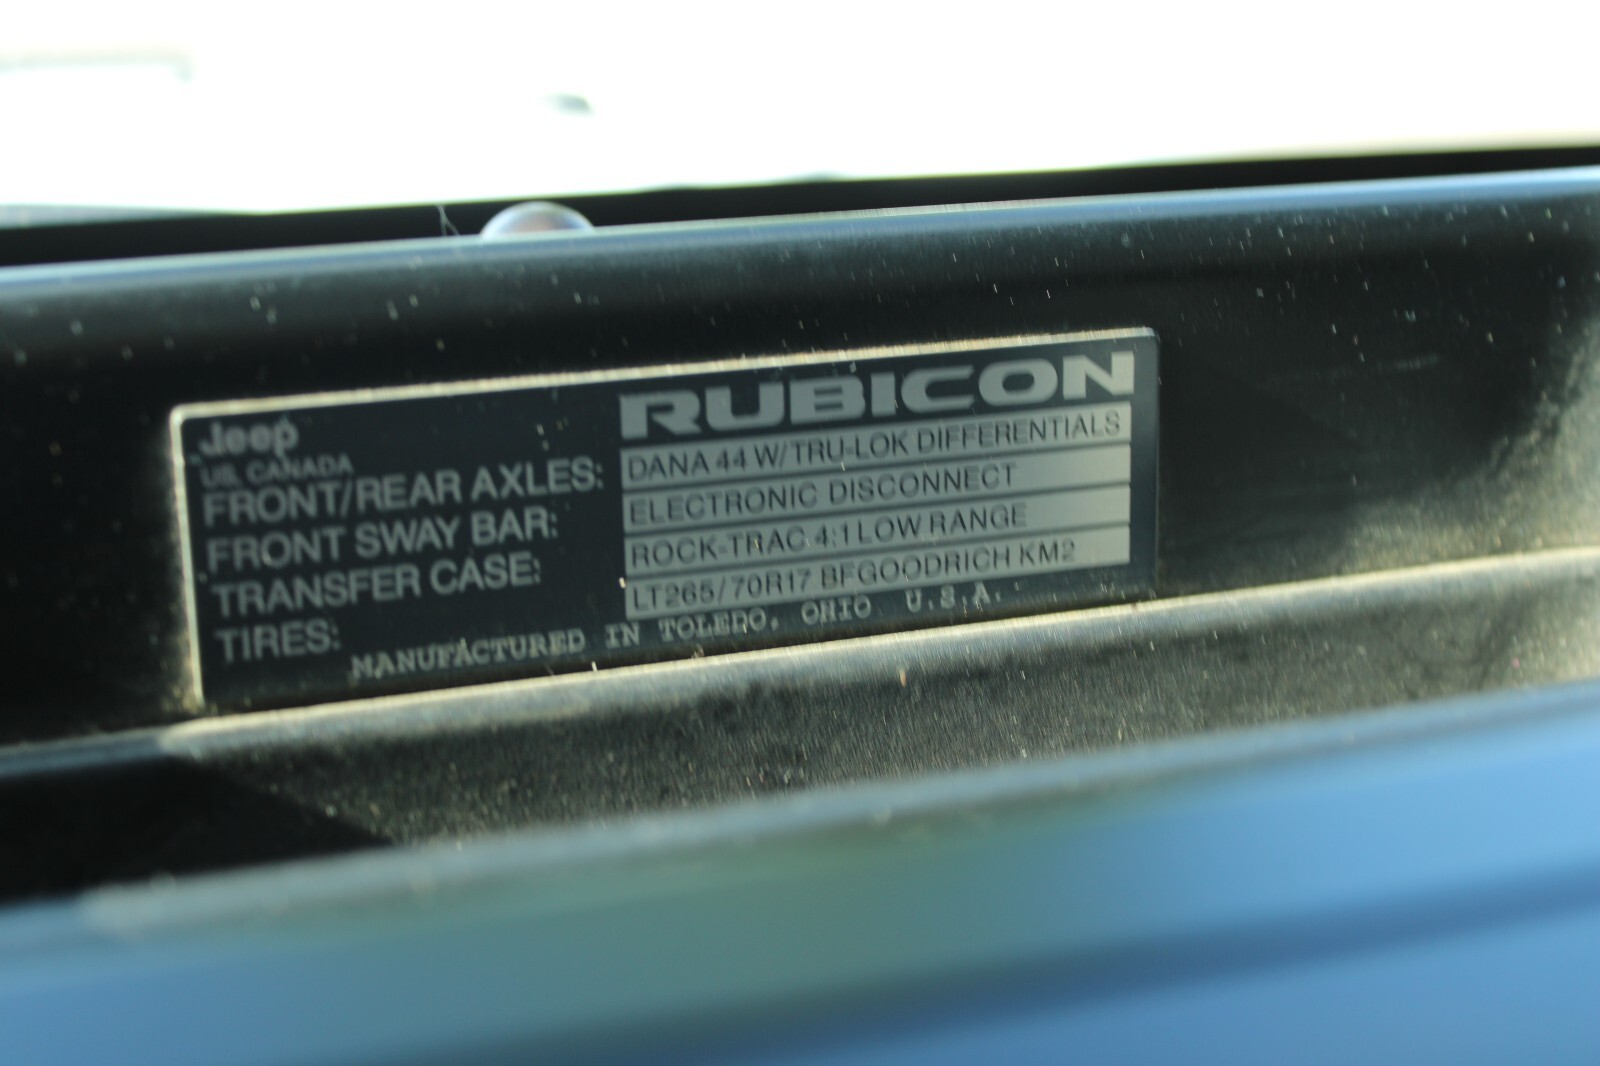 Jeep
RUBICON
US, CANADA
FRONT/REAR AXLES: DANA 44 W/TRU-LOK DIFFERENTIALS
FRONT SWAY BAR: ELECTRONIC DISCONNECT
TRANSFER CASE: ROCK-TRAC 4:1 LOW RANGE
TIRES: LT265/70R17 BFGOODRICH KM2
MANUFACTURED IN TOLEDO, OHIO U.S.A.